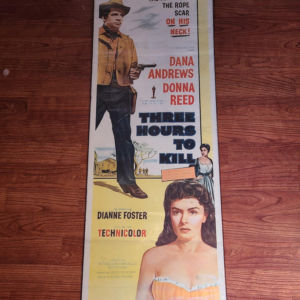 THE ROPE
SCAR
ON HIS
NECK!
DANA
ANDREWS
DONNA
REED
THREE
HOURS
TO
KILL
DIANNE FOSTER
TECHNICOLOR